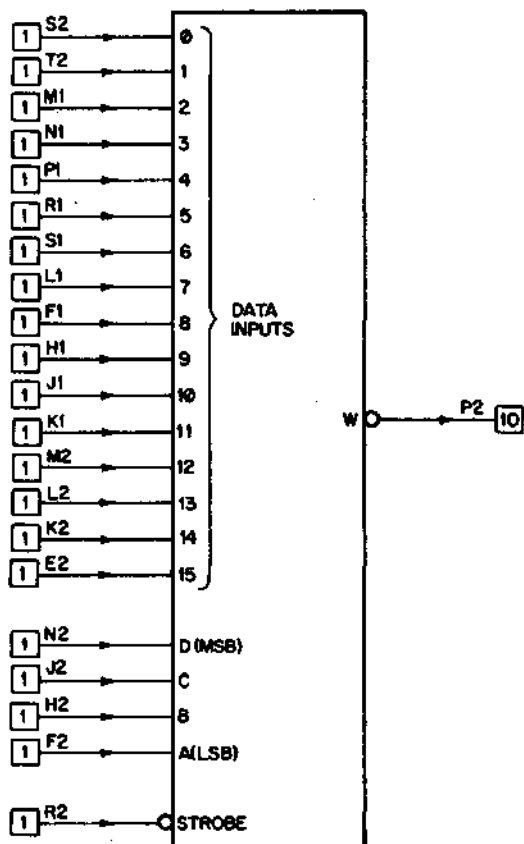 1 S2 0
1 T2 1
1 M1 2
1 N1 3
1 P1 4
1 R1 5
1 S1 6
1 L1 7
1 F1 8
DATA INPUTS
1 H1 9
1 J1 10
1 K1 11
W P2 10
1 M2 12
1 L2 13
1 K2 14
1 E2 15
1 N2 D (MSB)
1 J2 C
1 H2 B
1 F2 A(LSB)
1 R2 STROBE